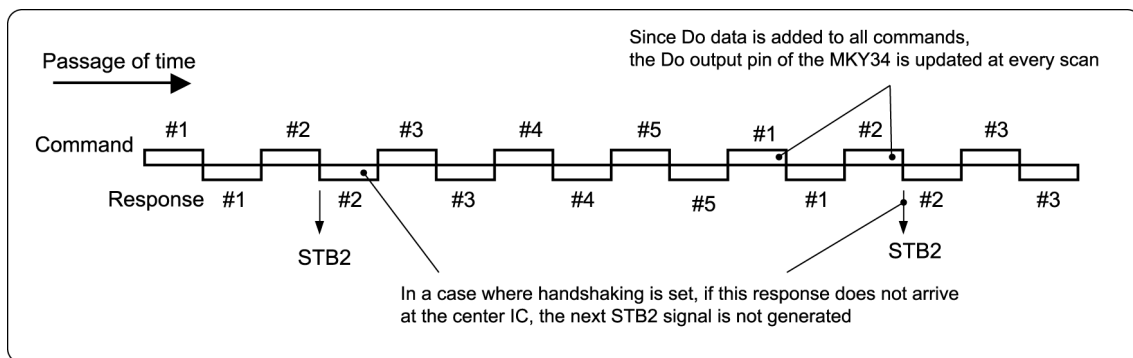 Since Do data is added to all commands,
the Do output pin of the MKY34 is updated at every scan
Passage of time
#1 #2 #3 #4 #5 #1 #2 #3
Command
Response
#1 #2 #3 #4 #5 #1 #2 #3
STB2 STB2
In a case where handshaking is set, if this response does not arrive
at the center IC, the next STB2 signal is not generated